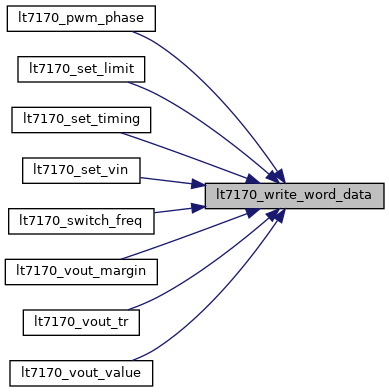 lt7170_pwm_phase
lt7170_set_limit
lt7170_set_timing
lt7170_set_vin
lt7170_write_word_data
lt7170_switch_freq
lt7170_vout_margin
lt7170_vout_tr
lt7170_vout_value